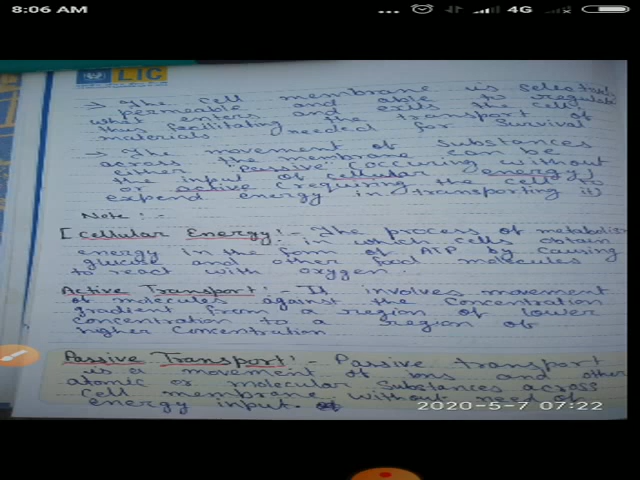 8:06 AM
... 4G
LIC
→ The cell membrane is selectively
permeable and able to regulate
what enters and exits the cell,
thus facilitating the transport of
materials needed for survival
→ The movement of substances
across the membrane can be
either "passive" (occuring without
the input of cellular energy)
or active (requiring the cell to
expend energy in transporting it)
Note :-
[Cellular Energy :- The process of metabolism
in which cells obtain
energy in the form of ATP by causing
glucose and other food molecules
to react with oxygen.
Active Transport :- It involves movement
of molecules against the concentration
gradient from a region of lower
concentration to a region of
higher concentration
Passive Transport :- Passive transport
is a movement of ions and other
atomic or molecular substances across
cell membrane without need of
energy input.
2020-5-7 07:22